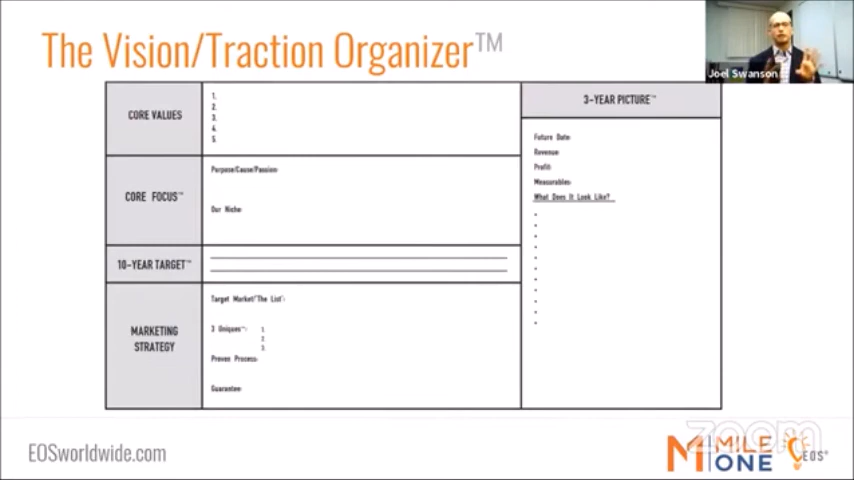 The Vision/Traction Organizer™
Joel Swanson
CORE VALUES
1.
2.
3.
4.
5.
CORE FOCUS™
Purpose/Cause/Passion:
Our Niche:
10-YEAR TARGET™
MARKETING
STRATEGY
Target Market/"The List":
3 Uniques™:
1.
2.
3.
Proven Process:
Guarantee:
3-YEAR PICTURE™
Future Date:
Revenue:
Profit:
Measurables:
What Does It Look Like?
•
•
•
•
•
•
•
•
•
•
•
EOSworldwide.com
MILE
ONE
EOS®
zoom